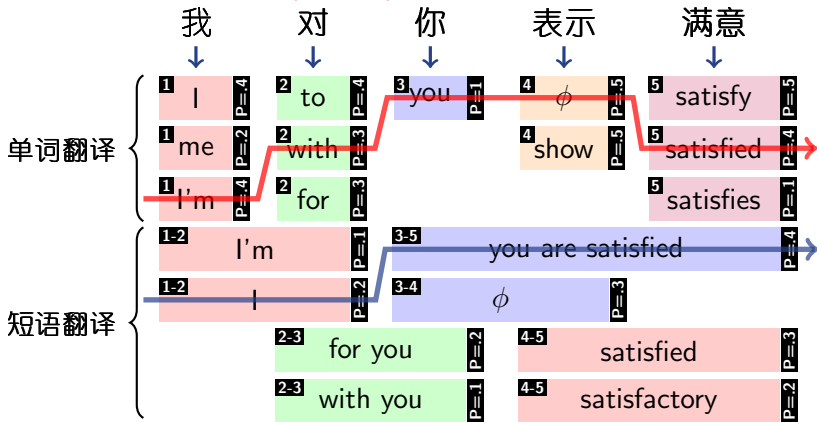 我 对 你 表示 满意
1 I P=.4 2 to P=.4 3 you P=1 4 ϕ P=.5 5 satisfy P=.5
单词翻译
1 me P=.2 2 with P=.3 4 show P=.5 5 satisfied P=.4
1 I'm P=.4 2 for P=.3 5 satisfies P=.1
1-2 I'm P=.1 3-5 you are satisfied P=.4
1-2 I P=.2 3-4 ϕ P=.3
短语翻译
2-3 for you P=.2 4-5 satisfied P=.3
2-3 with you P=.1 4-5 satisfactory P=.2